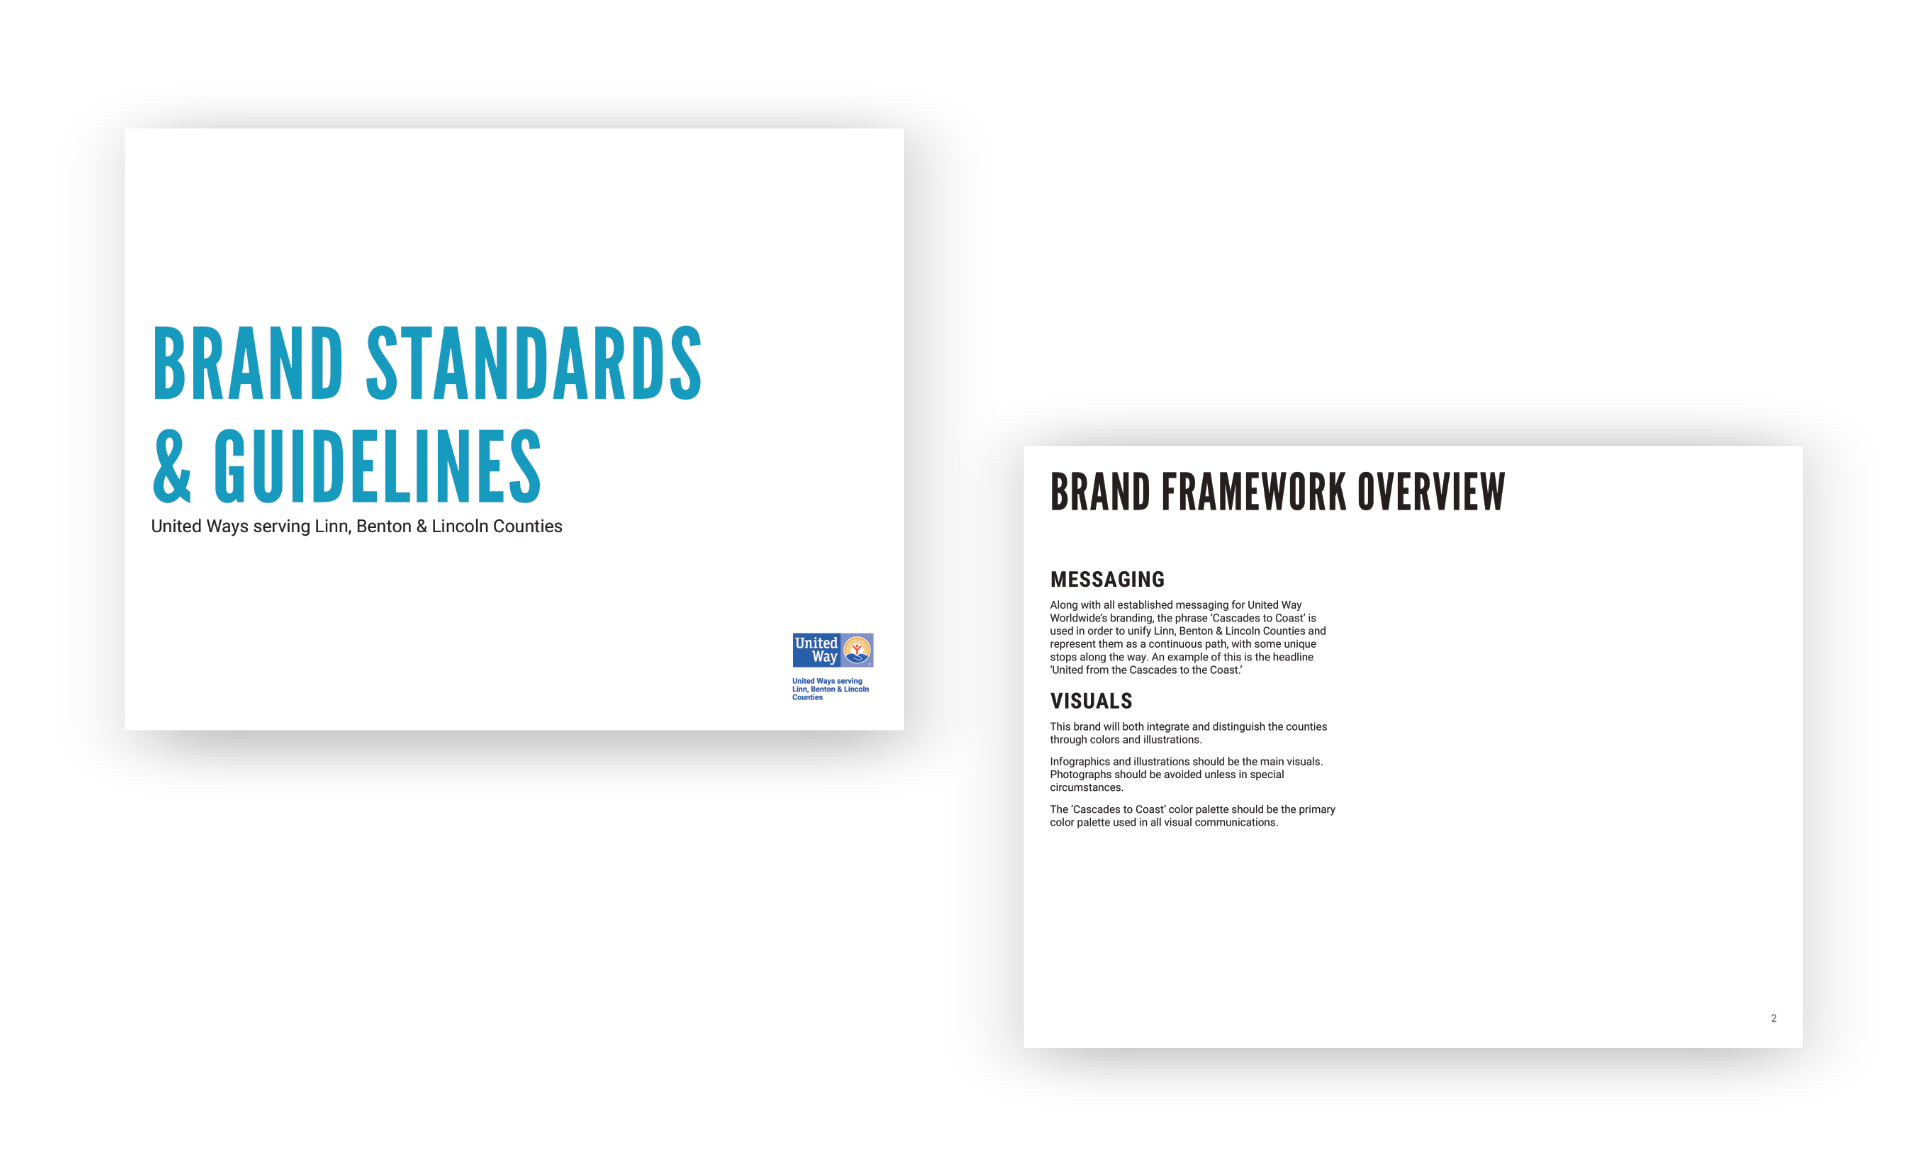 BRAND STANDARDS
& GUIDELINES
United Ways serving Linn, Benton & Lincoln Counties
United
Way
United Ways serving
Linn, Benton & Lincoln
Counties
BRAND FRAMEWORK OVERVIEW
MESSAGING
Along with all established messaging for United Way
Worldwide's branding, the phrase 'Cascades to Coast' is
used in order to unify Linn, Benton & Lincoln Counties and
represent them as a continuous path, with some unique
stops along the way. An example of this is the headline
'United from the Cascades to the Coast.'
VISUALS
This brand will both integrate and distinguish the counties
through colors and illustrations.
Infographics and illustrations should be the main visuals.
Photographs should be avoided unless in special
circumstances.
The 'Cascades to Coast' color palette should be the primary
color palette used in all visual communications.
2